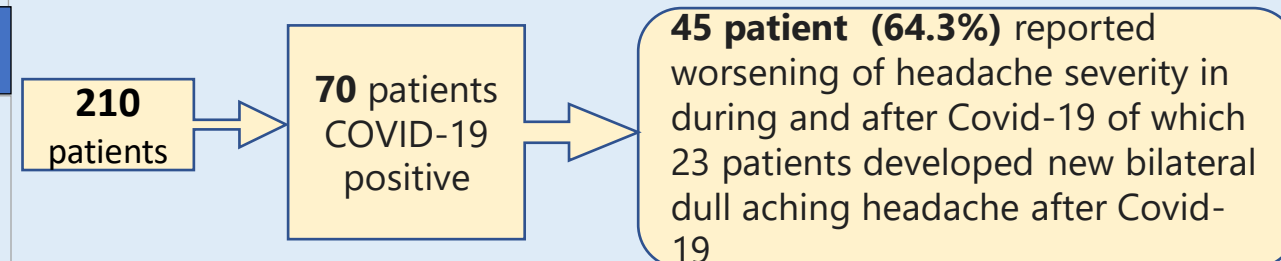 210
patients
70 patients
COVID-19
positive
45 patient (64.3%) reported
worsening of headache severity in
during and after Covid-19 of which
23 patients developed new bilateral
dull aching headache after Covid-
19